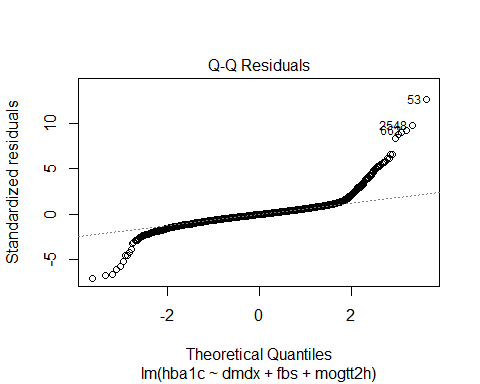 Q-Q Residuals
Standardized residuals
10
5
0
-5
53
2548
-2
0
2
Theoretical Quantiles
lm(hba1c ~ dmdx + fbs + mogtt2h)